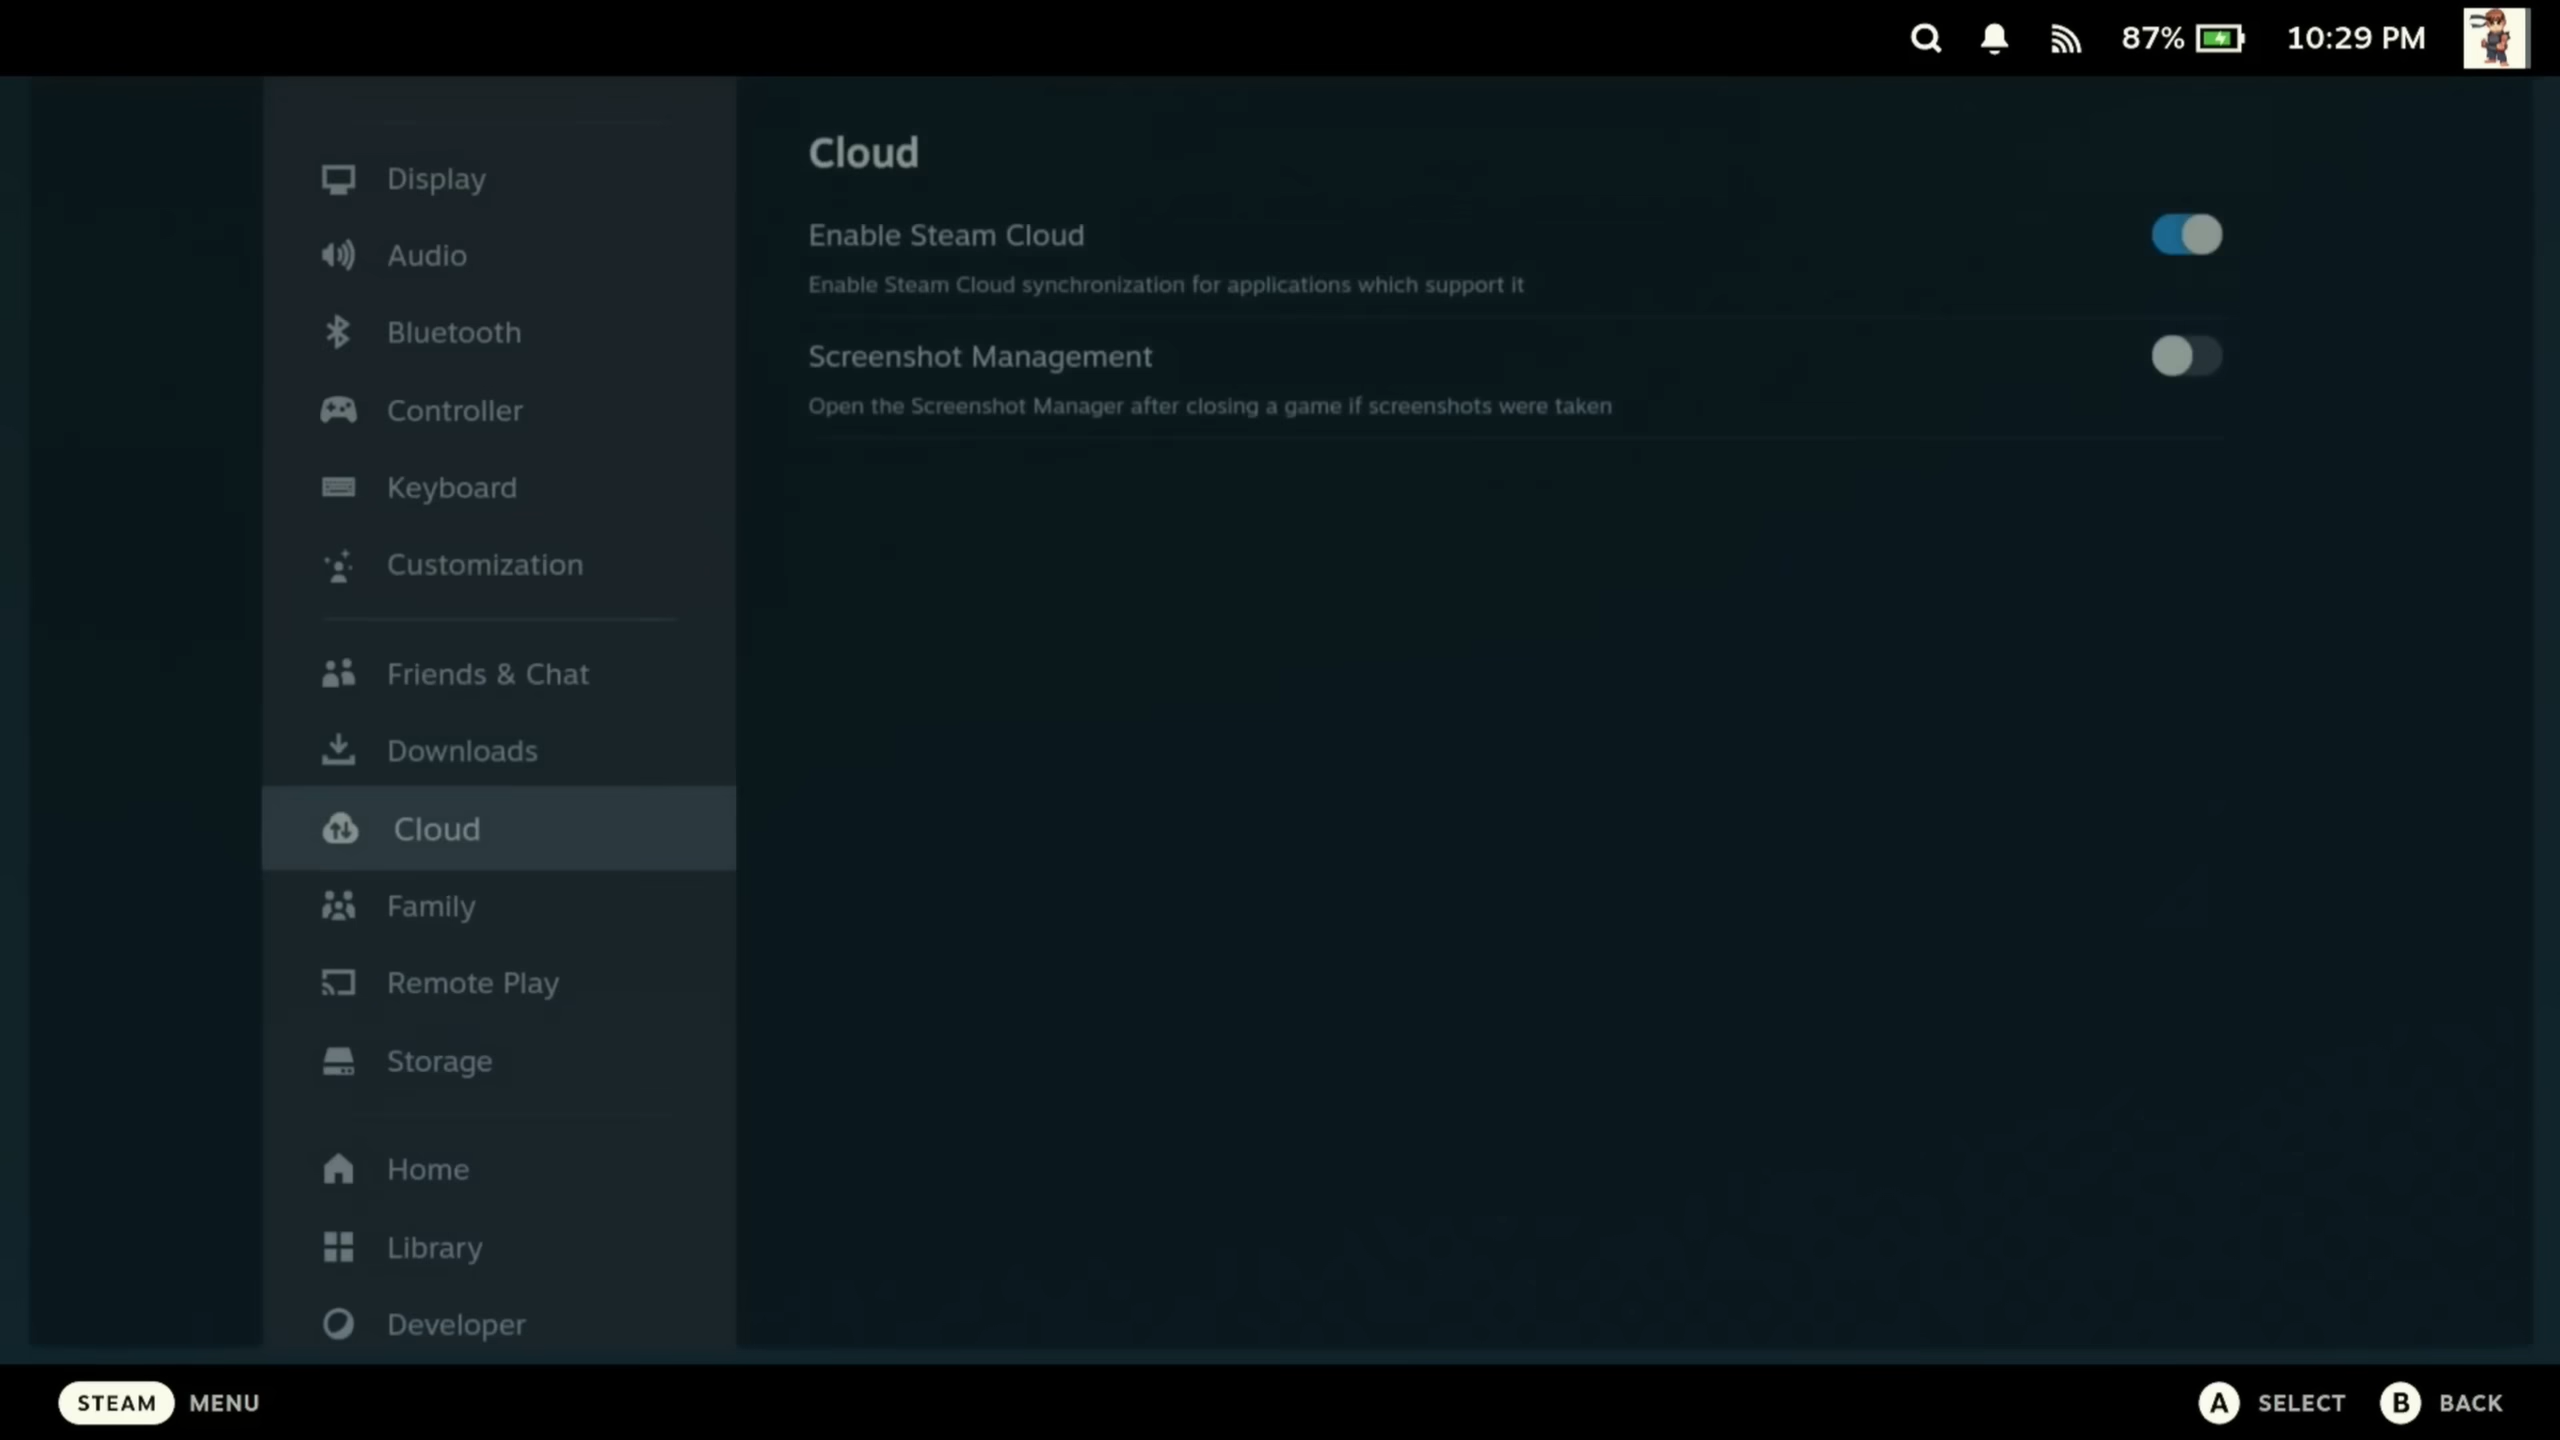 87% 10:29 PM
Display
Audio
Bluetooth
Controller
Keyboard
Customization
Friends & Chat
Downloads
Cloud
Family
Remote Play
Storage
Home
Library
Developer
Cloud
Enable Steam Cloud
Enable Steam Cloud synchronization for applications which support it
Screenshot Management
Open the Screenshot Manager after closing a game if screenshots were taken
STEAM MENU
A SELECT B BACK